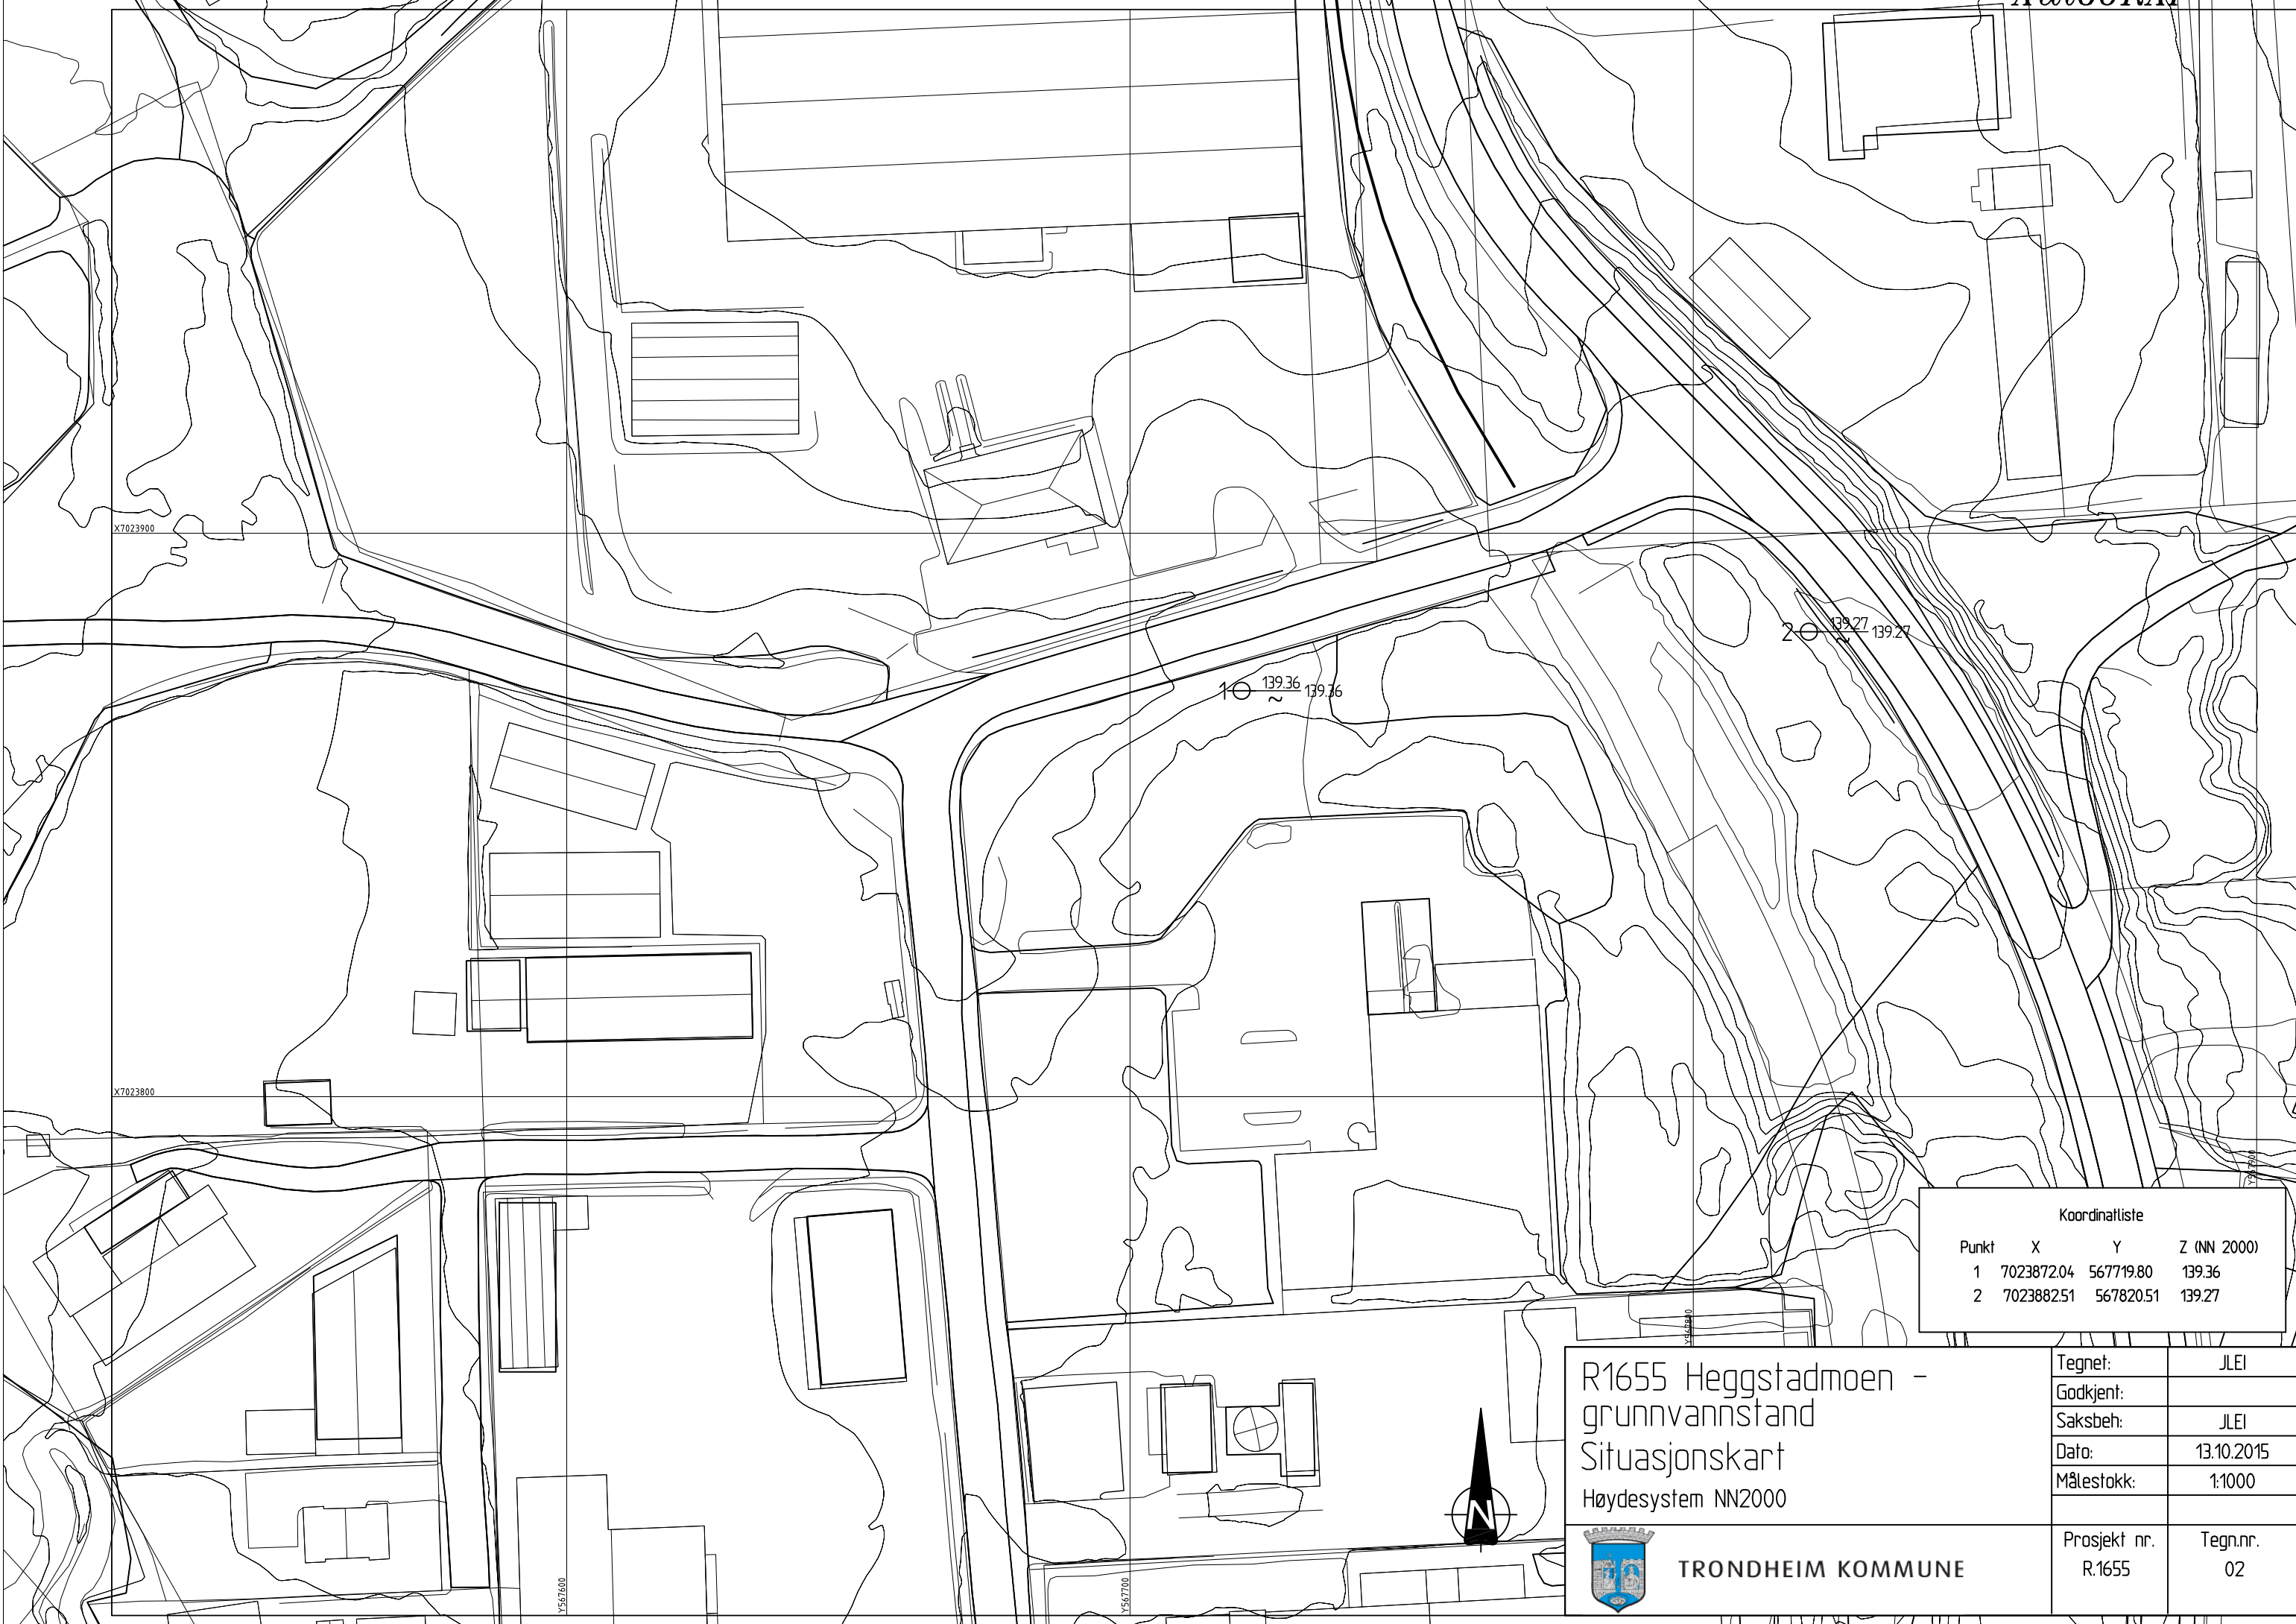 X7023900
2 139.27 139.27
~
1 139.36 139.36
~
X7023800
Y567600
Y567700
Y567800
Y567900
Koordinatliste
Punkt X Y Z (NN 2000)
1 7023872.04 567719.80 139.36
2 7023882.51 567820.51 139.27
R1655 Heggstadmoen -
grunnvannstand
Situasjonskart
Høydesystem NN2000
N
TRONDHEIM KOMMUNE
Tegnet: JLEI
Godkjent:
Saksbeh: JLEI
Dato: 13.10.2015
Målestokk: 1:1000
Prosjekt nr. Tegn.nr.
R.1655 02